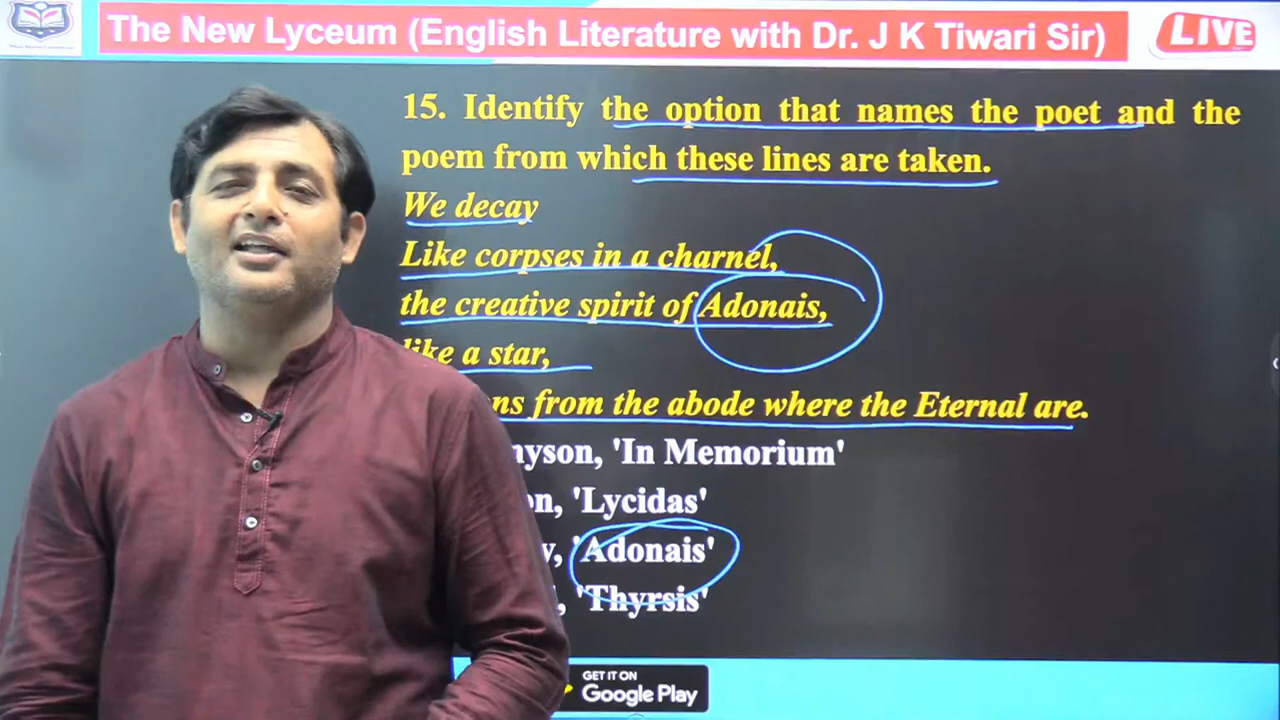 The New Lyceum (English Literature with Dr. J K Tiwari Sir)
LIVE
15. Identify the option that names the poet and the
poem from which these lines are taken.
We decay
Like corpses in a charnel,
the creative spirit of Adonais,
like a star,
from the abode where the Eternal are.
'In Memorium'
'Lycidas'
'Adonais'
'Thyrsis'
GET IT ON
Google Play